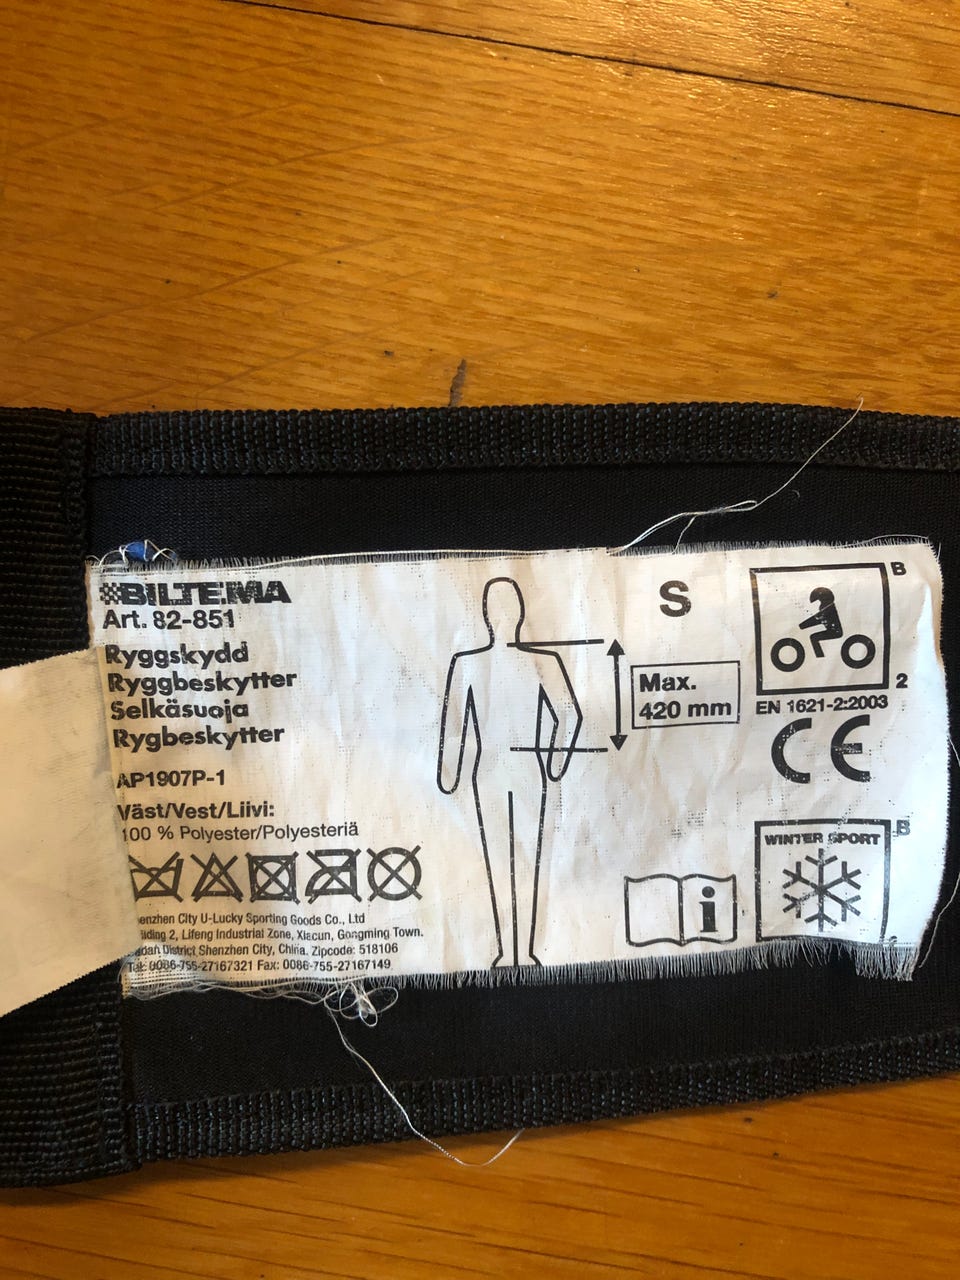 BILTEMA
Art. 82-851
Ryggskydd
Ryggbeskytter
Selkäsuoja
Rygbeskytter
AP1907P-1
Väst/Vest/Liivi:
100 % Polyester/Polyesteriä
enzhen City U-Lucky Sporting Goods Co., Ltd
ilding 2, Lifeng Industrial Zone, Xiacun, Gongming Town.
District Shenzhen City, China. Zipcode: 518106
Tel: 0086-755-27167321 Fax: 0086-755-27167149
S
Max.
420 mm
B
2
EN 1621-2:2003
CE
WINTER SPORT
B
i